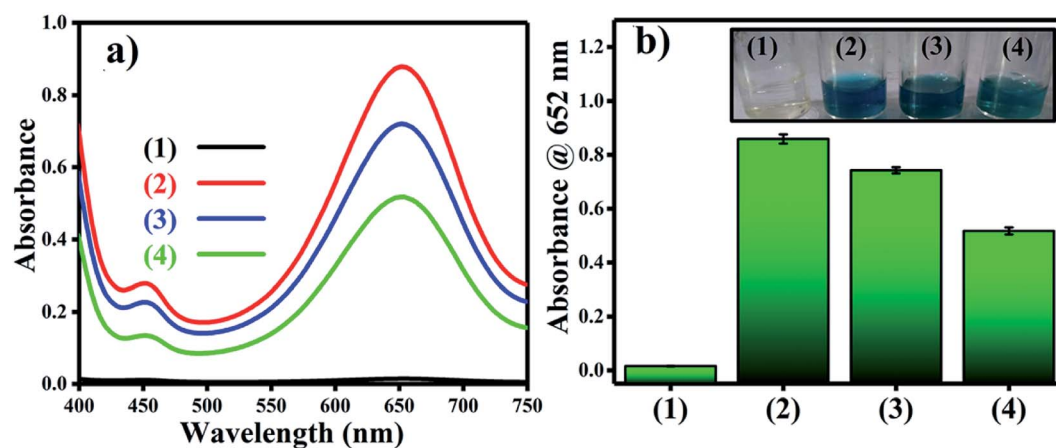 a)
Absorbance
1.0
0.8
0.6
0.4
0.2
0.0
(1)
(2)
(3)
(4)
400 450 500 550 600 650 700 750
Wavelength (nm)
b)
Absorbance @ 652 nm
1.2
1.0
0.8
0.6
0.4
0.2
0.0
(1) (2) (3) (4)
(1) (2) (3) (4)